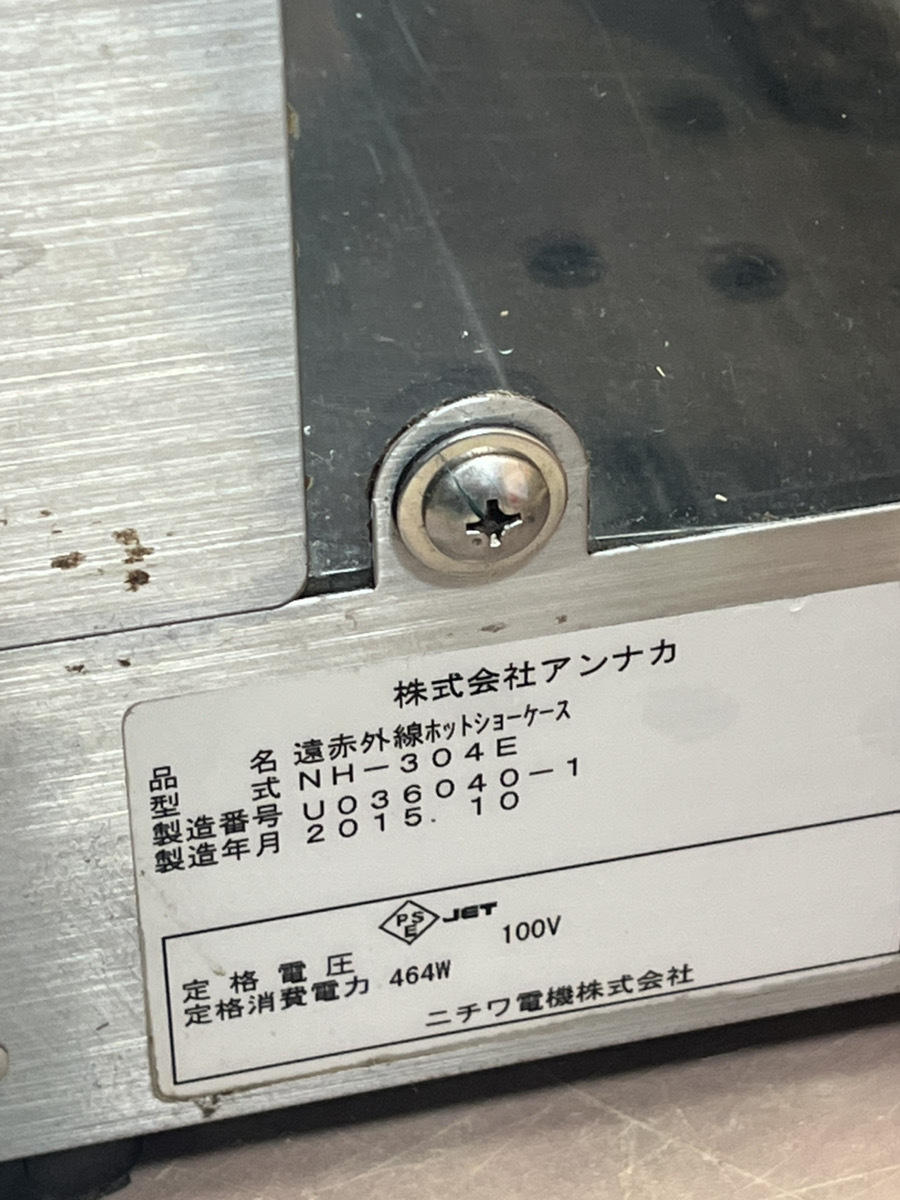 株式会社アンナカ
品名 遠赤外線ホットショーケース
型式 NH-304E
製造番号 U036040-1
製造年月 2015.10
PSE JET
定格電圧 100V
定格消費電力 464W
ニチワ電機株式会社